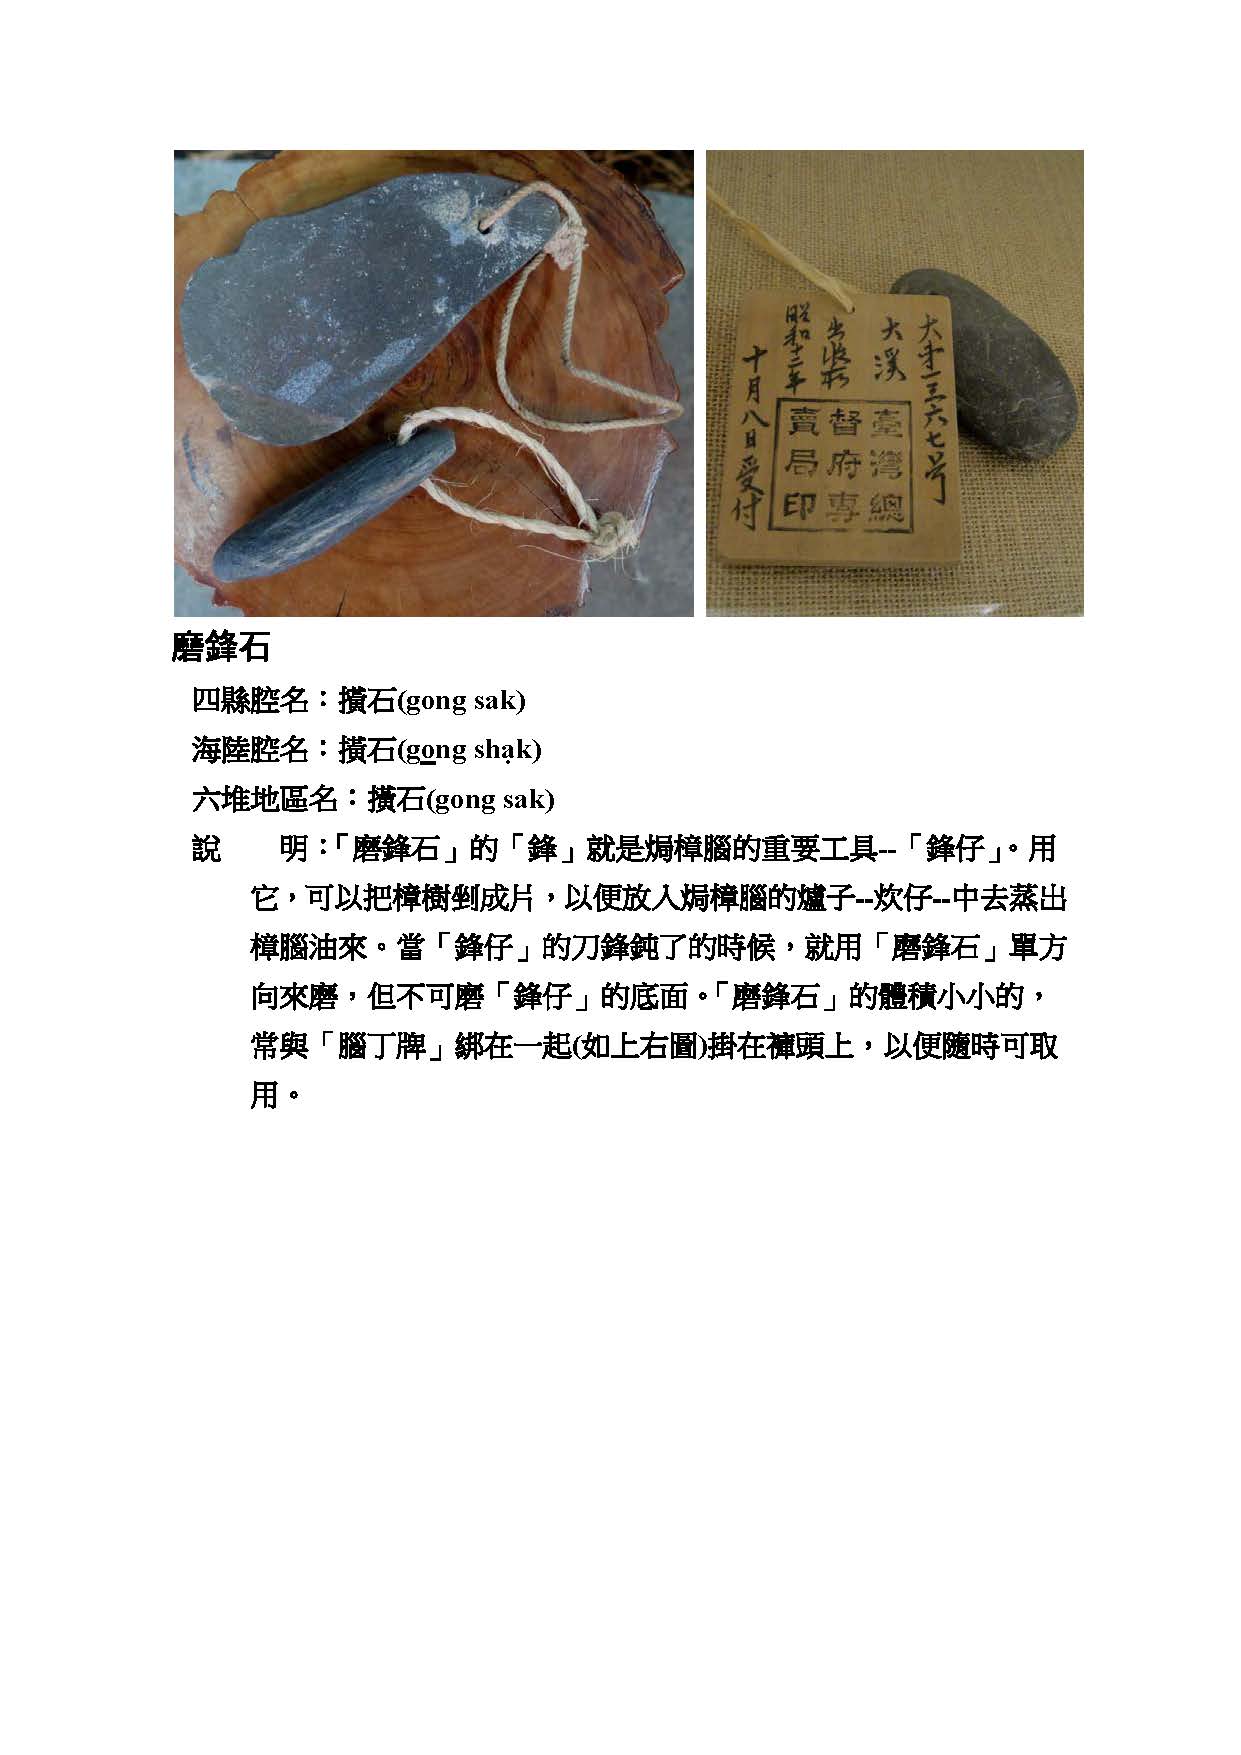 大第一三六七号
大溪
出張所
昭和十二年
十月八日受付
臺灣總
督府專
賣局印
磨鋒石
四縣腔名：擴石(gong sak)
海陸腔名：擴石(gong shạk)
六堆地區名：擴石(gong sak)
說　　明：「磨鋒石」的「鋒」就是焗樟腦的重要工具--「鋒仔」。用
它，可以把樟樹剉成片，以便放入焗樟腦的爐子--炊仔--中去蒸出
樟腦油來。當「鋒仔」的刀鋒鈍了的時候，就用「磨鋒石」單方
向來磨，但不可磨「鋒仔」的底面。「磨鋒石」的體積小小的，
常與「腦丁牌」綁在一起(如上右圖)掛在褲頭上，以便隨時可取
用。